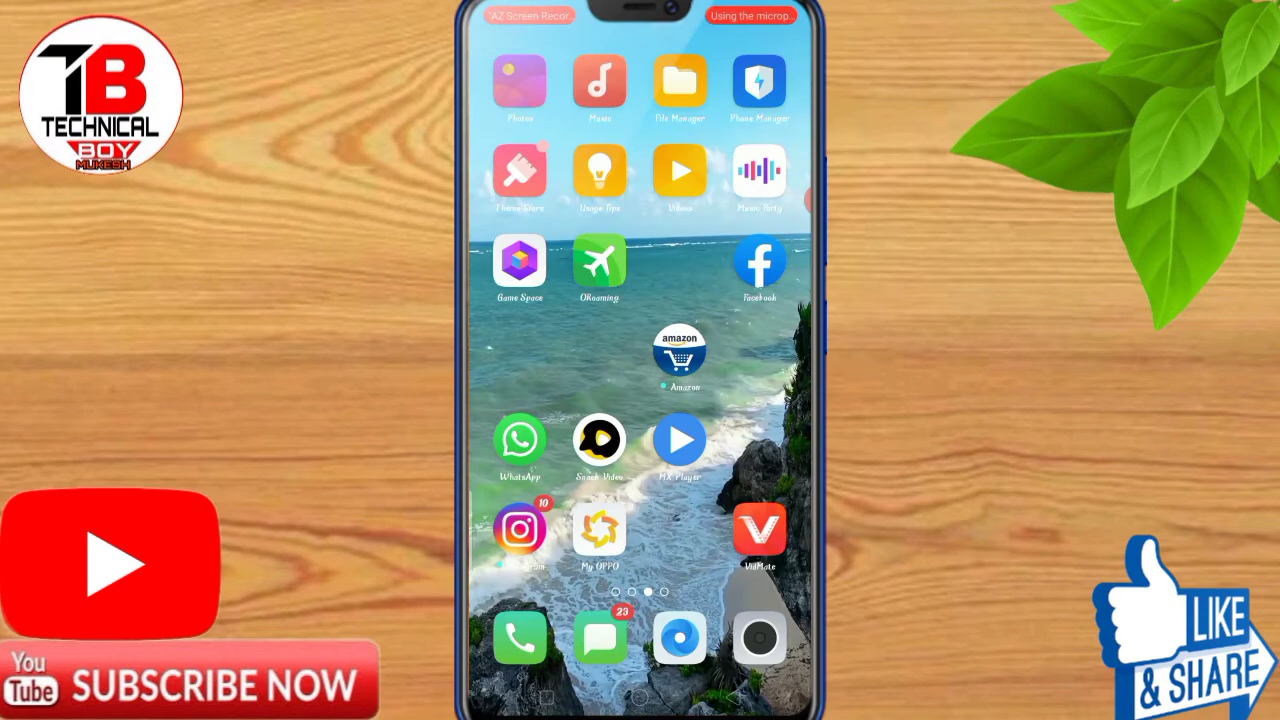 TB
TECHNICAL
BOY
MUKESH
"AZ Screen Recor...
Using the microp...
Photos
Music
File Manager
Phone Manager
Theme Store
Usage Tips
Videos
Music Party
Game Space
ORoaming
Facebook
amazon
Amazon
WhatsApp
Snack Video
MX Player
10
My OPPO
VidMate
23
You
Tube
SUBSCRIBE NOW
LIKE
& SHARE